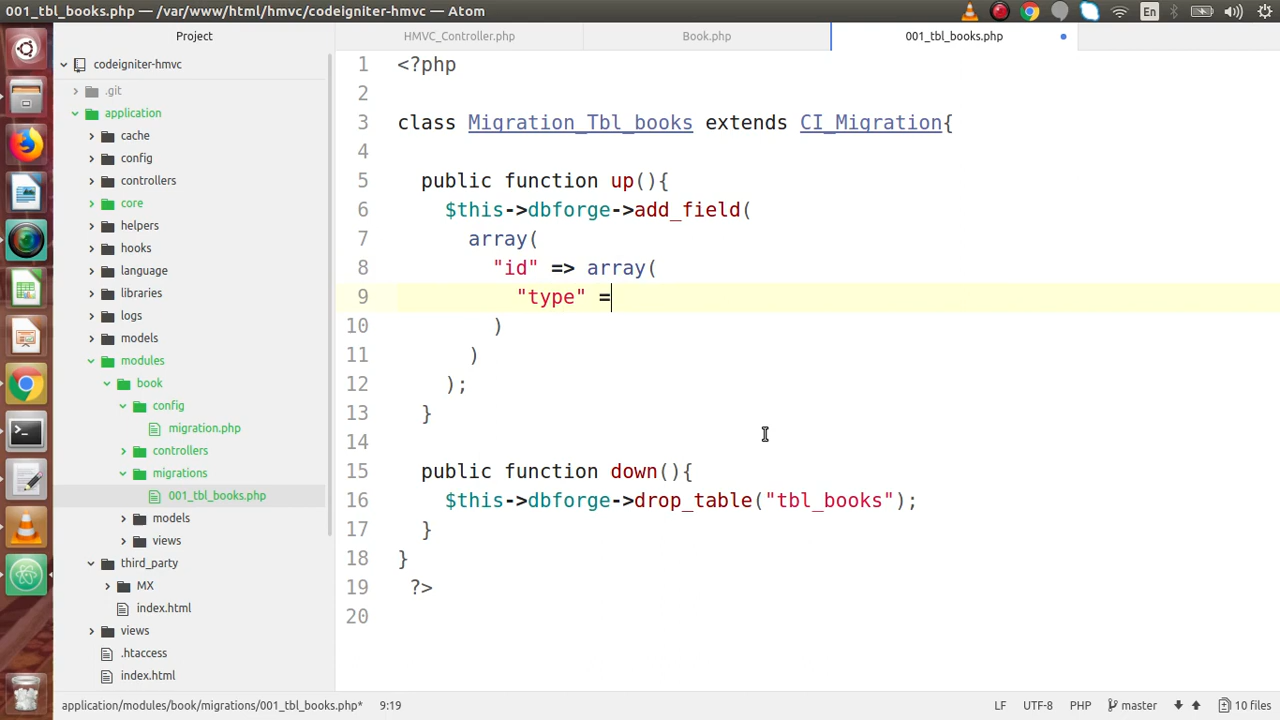 001_tbl_books.php — /var/www/html/hmvc/codeigniter-hmvc — Atom
En 9:00
Project
HMVC_Controller.php
Book.php
001_tbl_books.php
codeigniter-hmvc
.git
application
cache
config
controllers
core
helpers
hooks
language
libraries
logs
models
modules
book
config
migration.php
controllers
migrations
001_tbl_books.php
models
views
third_party
MX
index.html
views
.htaccess
index.html
1 <?php
2
3 class Migration_Tbl_books extends CI_Migration{
4
5 public function up(){
6 $this->dbforge->add_field(
7 array(
8 "id" => array(
9 "type" =
10 )
11 )
12 );
13 }
14
15 public function down(){
16 $this->dbforge->drop_table("tbl_books");
17 }
18 }
19 ?>
20
application/modules/book/migrations/001_tbl_books.php* 9:19
LF UTF-8 PHP master 10 files